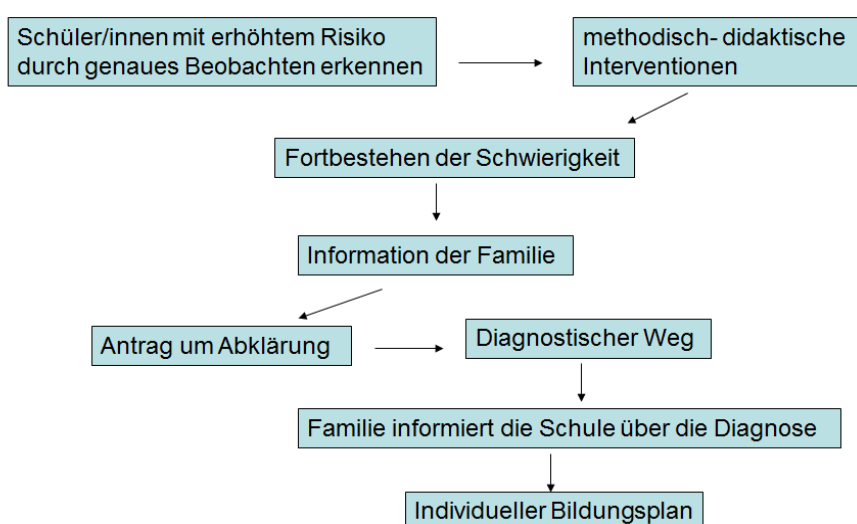 Schüler/innen mit erhöhtem Risiko
durch genaues Beobachten erkennen
methodisch- didaktische
Interventionen
Fortbestehen der Schwierigkeit
Information der Familie
Antrag um Abklärung
Diagnostischer Weg
Familie informiert die Schule über die Diagnose
Individueller Bildungsplan